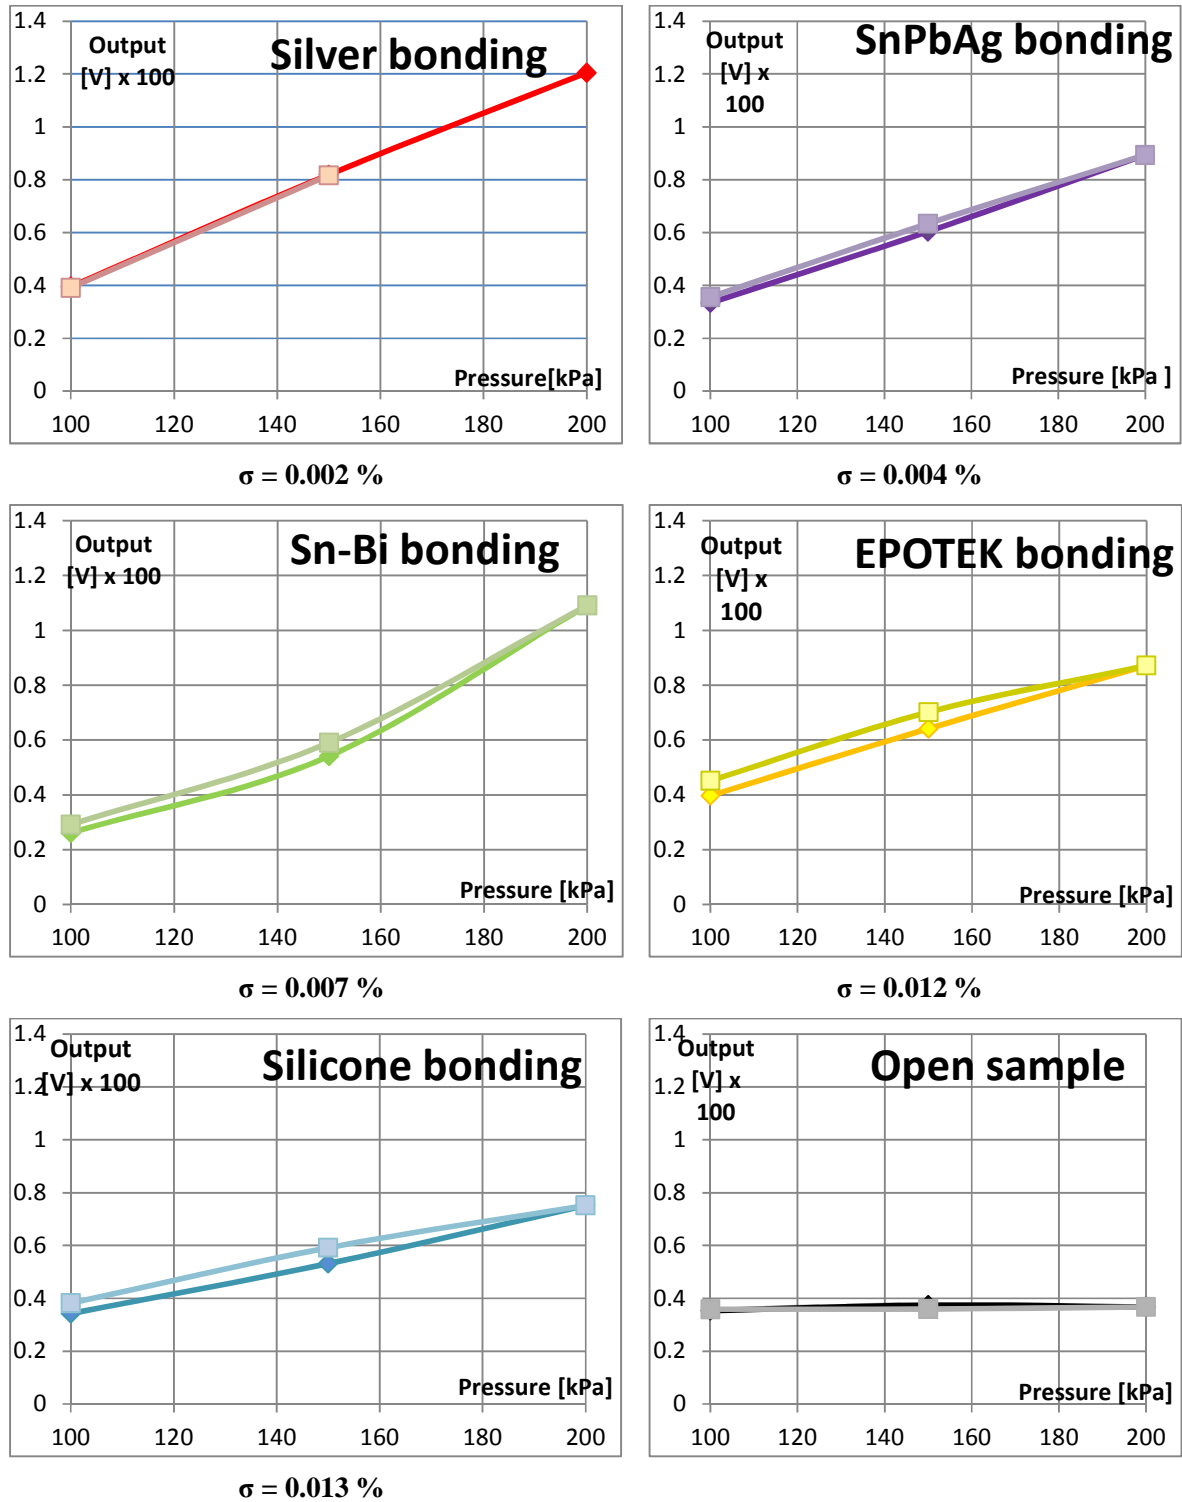 Silver bonding
Output
[V] x 100
1.4
1.2
1
0.8
0.6
0.4
0.2
0
Pressure[kPa]
100 120 140 160 180 200
σ = 0.002 %
SnPbAg bonding
Output
[V] x
100
1.4
1.2
1
0.8
0.6
0.4
0.2
0
Pressure [kPa ]
100 120 140 160 180 200
σ = 0.004 %
Sn-Bi bonding
Output
[V] x 100
1.4
1.2
1
0.8
0.6
0.4
0.2
0
Pressure [kPa]
100 120 140 160 180 200
σ = 0.007 %
EPOTEK bonding
Output
[V] x
100
1.4
1.2
1
0.8
0.6
0.4
0.2
0
Pressure [kPa]
100 120 140 160 180 200
σ = 0.012 %
Silicone bonding
Output
[V] x 100
1.4
1.2
1
0.8
0.6
0.4
0.2
0
Pressure [kPa]
100 120 140 160 180 200
σ = 0.013 %
Open sample
Output
[V] x
100
1.4
1.2
1
0.8
0.6
0.4
0.2
0
Pressure [kPa]
100 120 140 160 180 200